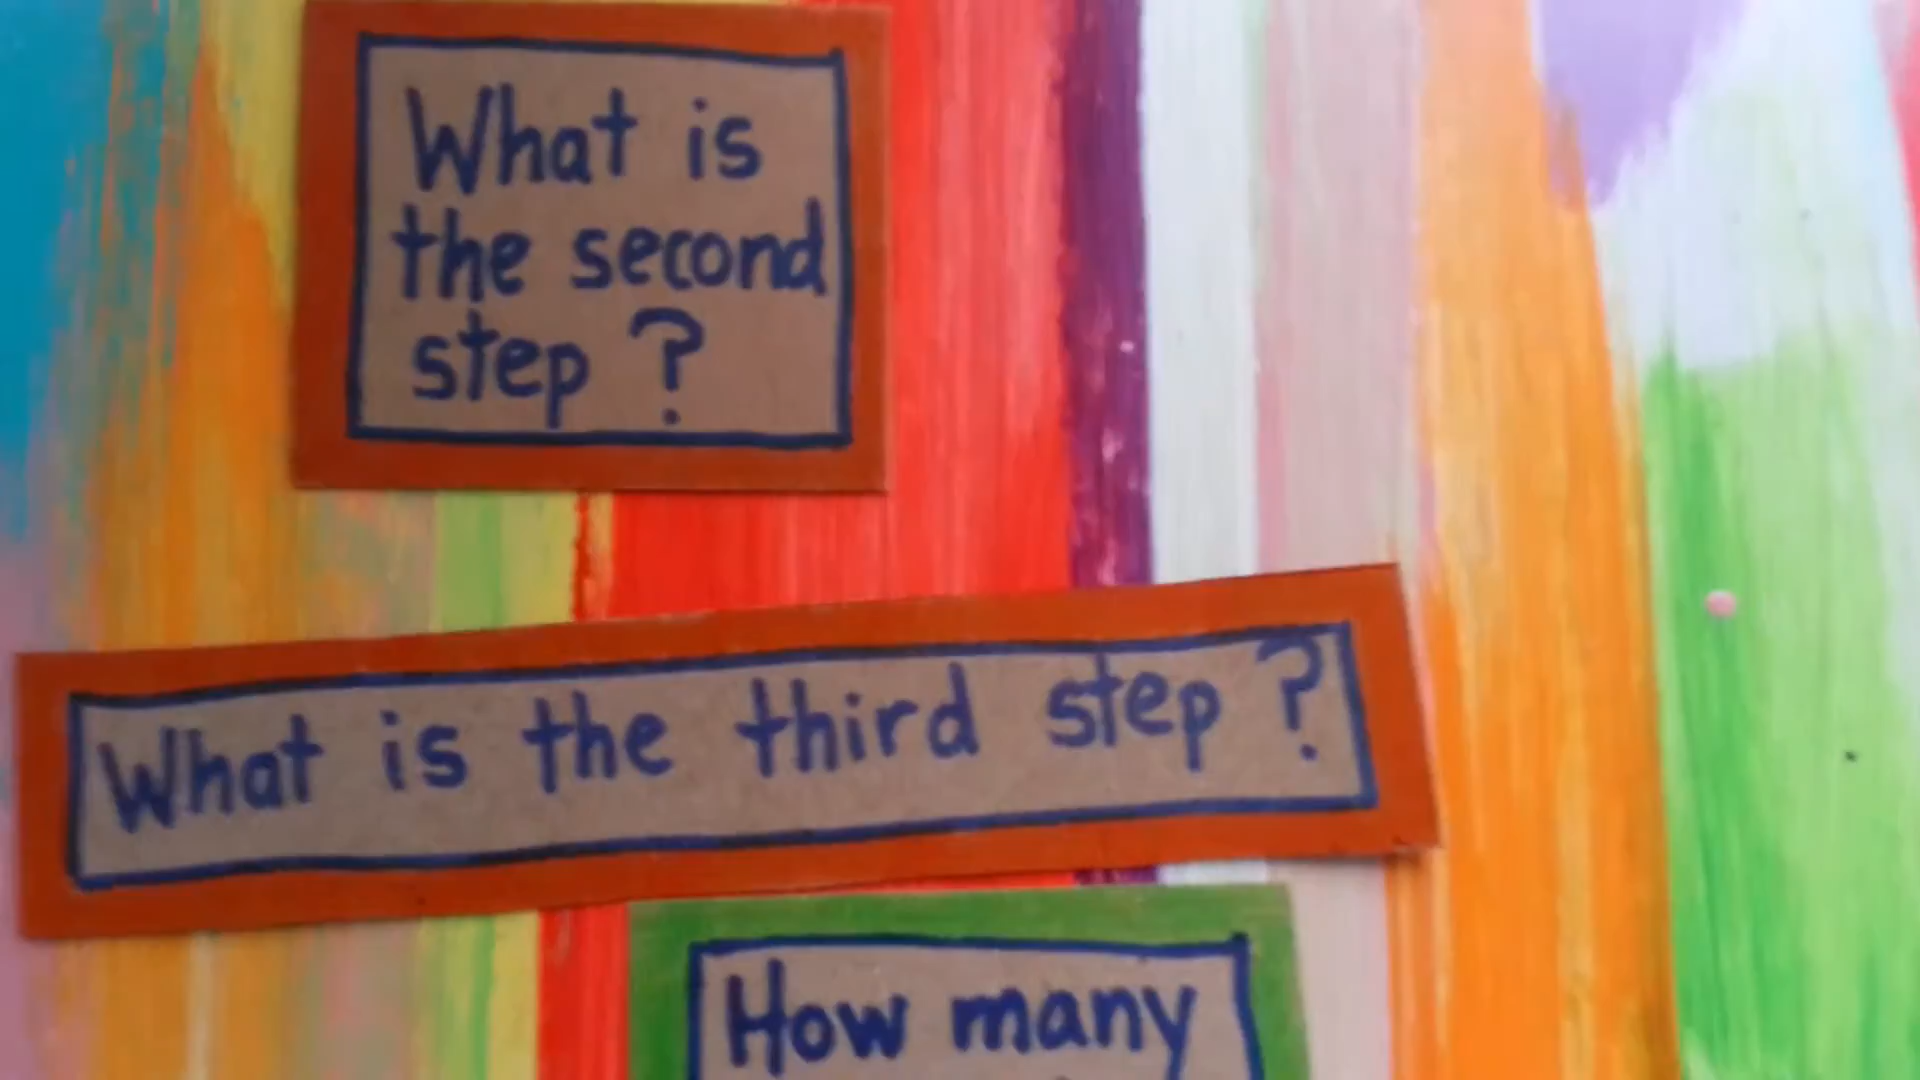 What is
the second
step ?
What is the third step ?
How many